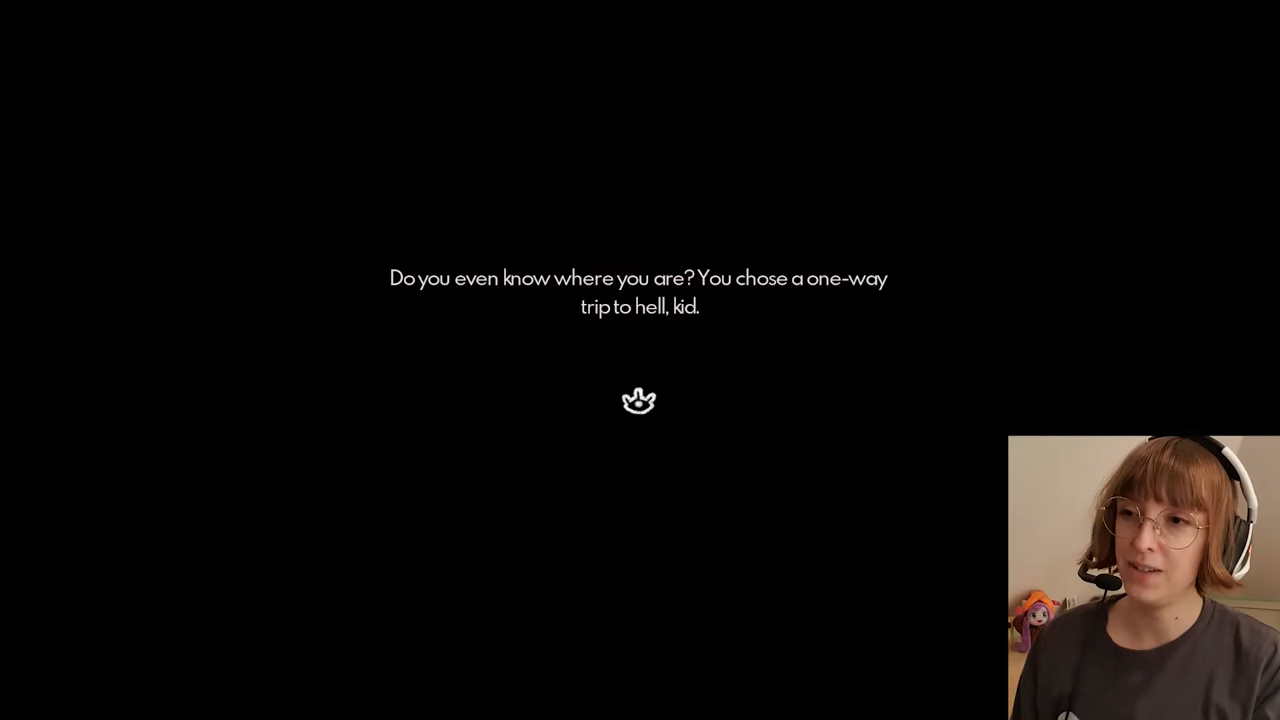 Do you even know where you are? You chose a one-way
trip to hell, kid.